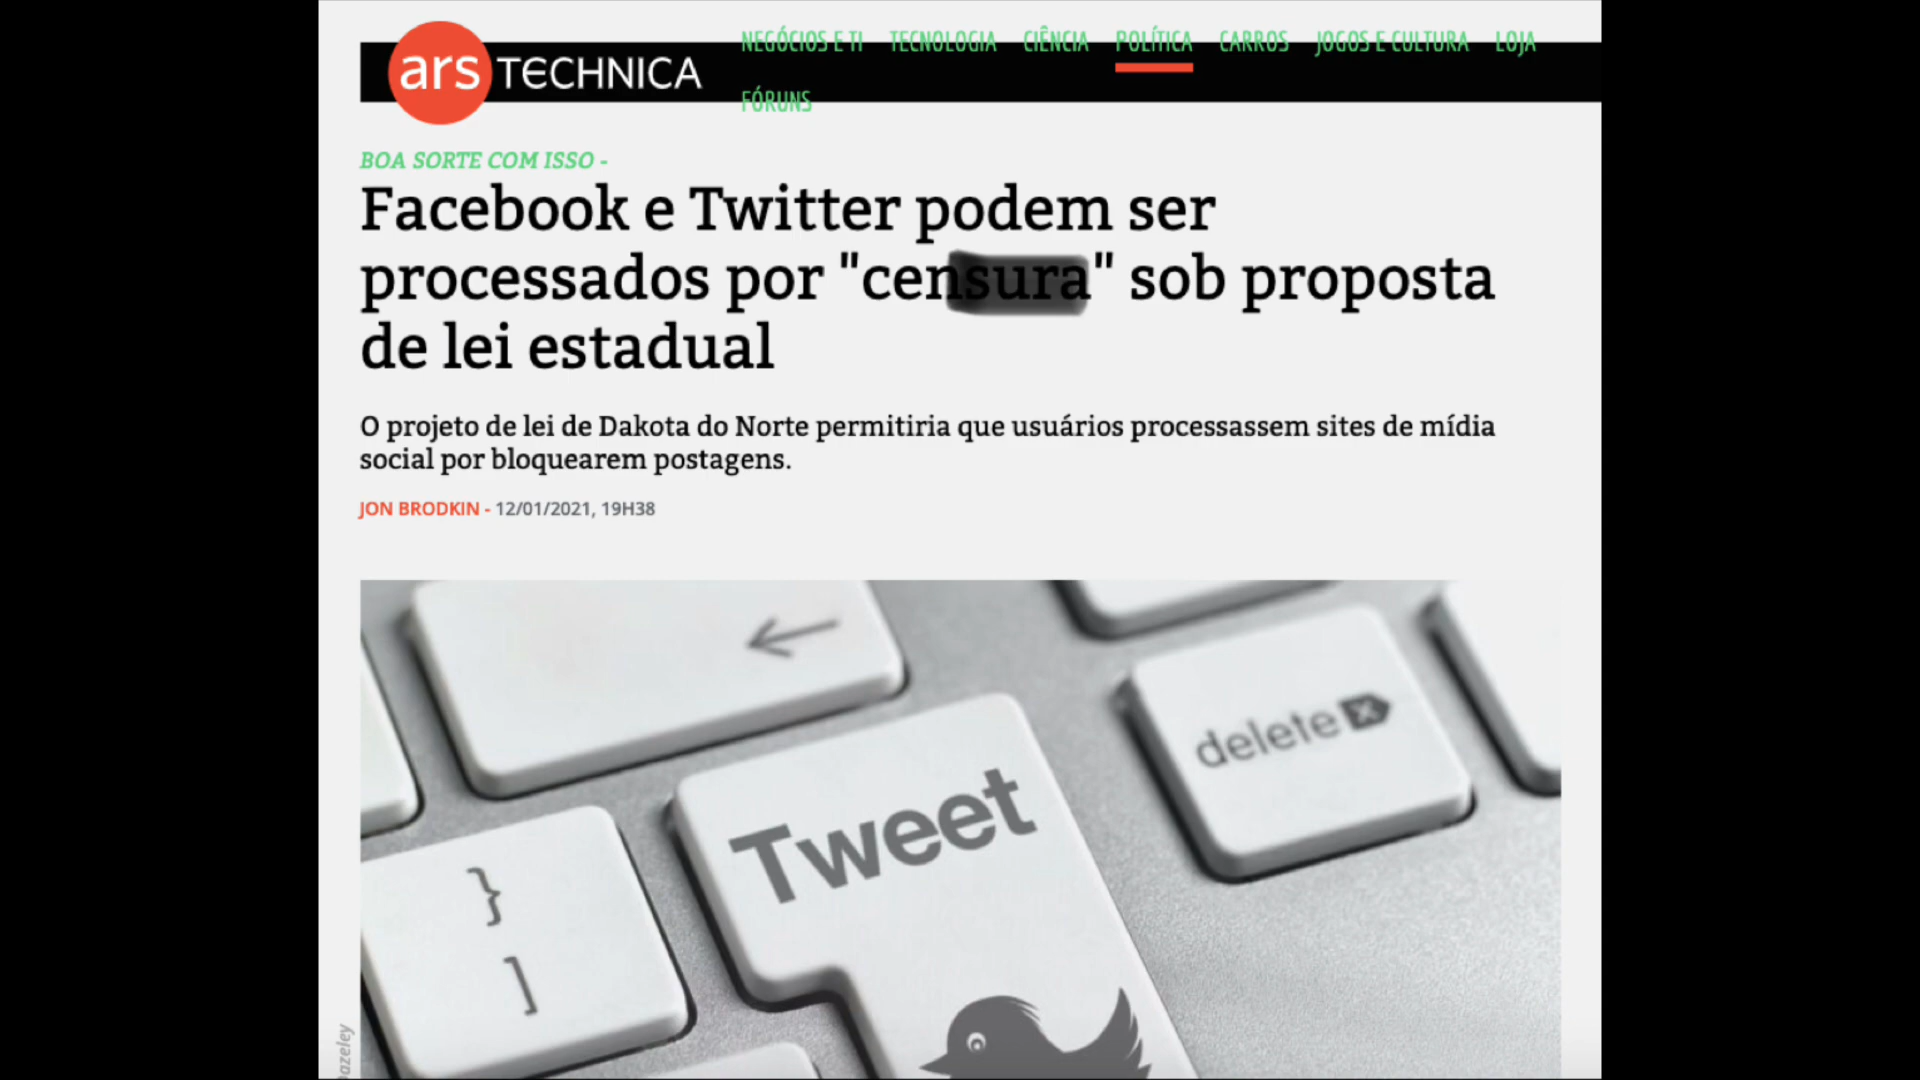 ars TECHNICA
NEGÓCIOS E TI TECNOLOGIA CIÊNCIA POLÍTICA CARROS JOGOS E CULTURA LOJA
FÓRUNS
BOA SORTE COM ISSO -
Facebook e Twitter podem ser
processados por "censura" sob proposta
de lei estadual
O projeto de lei de Dakota do Norte permitiria que usuários processassem sites de mídia
social por bloquearem postagens.
JON BRODKIN - 12/01/2021, 19H38
←
delete
Tweet
}
]